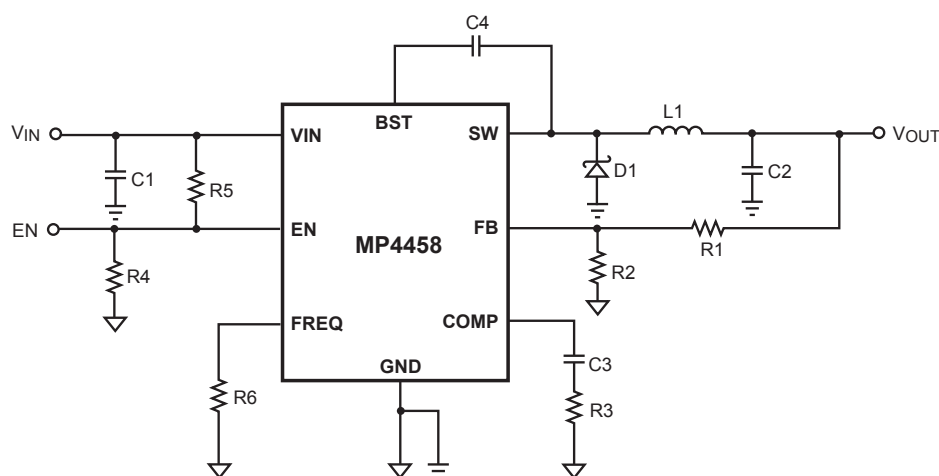 C4
L1
VIN
VIN
BST
SW
VOUT
C1
R5
D1
C2
EN
EN
FB
MP4458
R1
R4
R2
FREQ
COMP
GND
C3
R6
R3